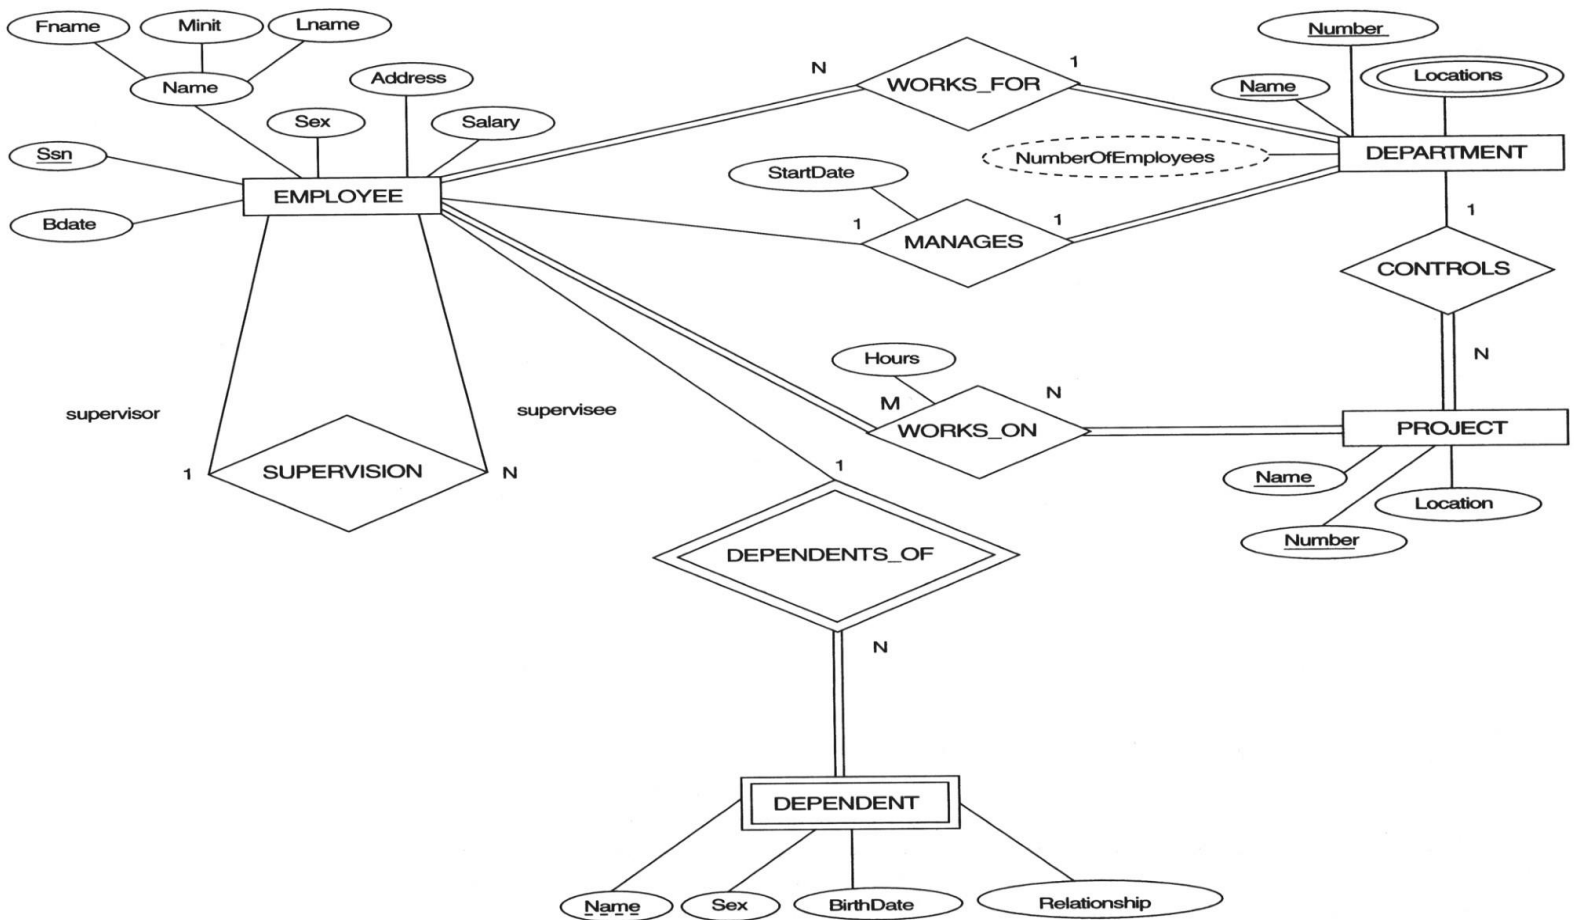 Fname
Minit
Lname
Name
Address
Sex
Salary
Ssn
Bdate
EMPLOYEE
N
WORKS_FOR
1
Number
Name
Locations
NumberOfEmployees
DEPARTMENT
StartDate
1
MANAGES
1
1
CONTROLS
N
supervisor
supervisee
1
SUPERVISION
N
Hours
M
WORKS_ON
N
PROJECT
Name
Number
Location
1
DEPENDENTS_OF
N
DEPENDENT
Name
Sex
BirthDate
Relationship